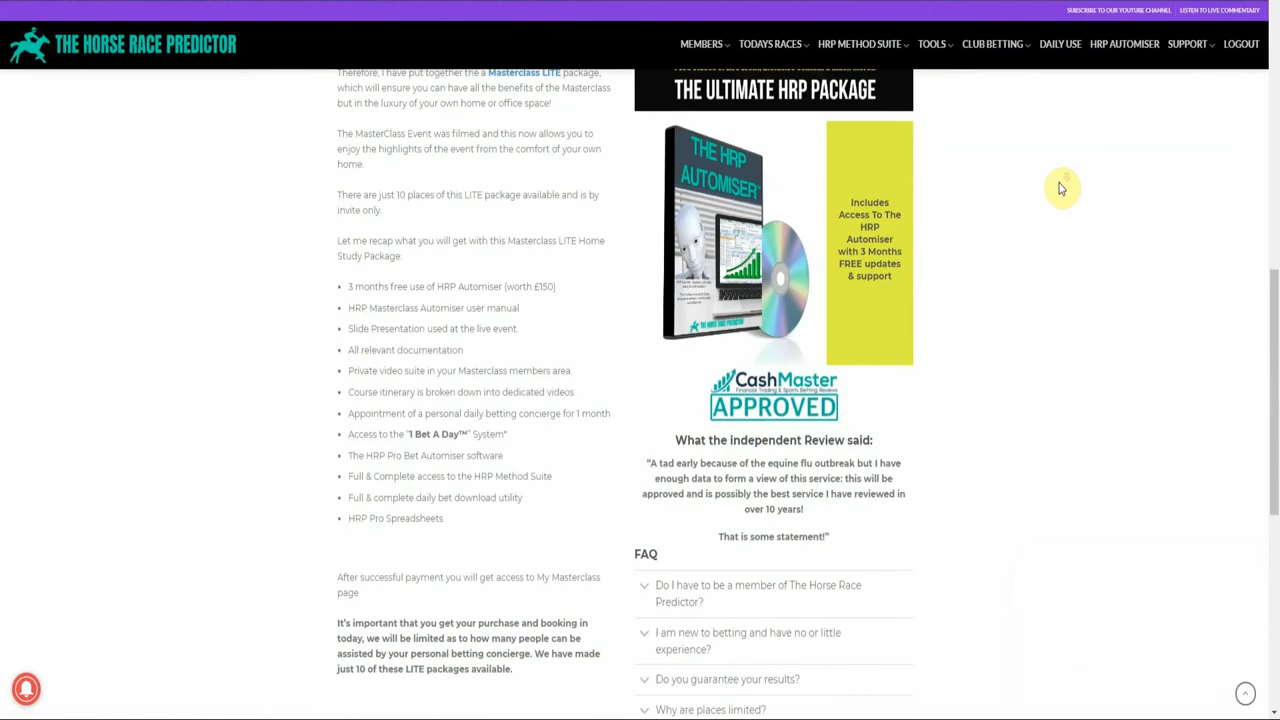 SUBSCRIBE TO OUR YOUTUBE CHANNEL
LISTEN TO LIVE COMMENTARY
THE HORSE RACE PREDICTOR
MEMBERS
TODAYS RACES
HRP METHOD SUITE
TOOLS
CLUB BETTING
DAILY USE
HRP AUTOMISER
SUPPORT
LOGOUT
Therefore, I have put together the a Masterclass LITE package,
which will ensure you can have all the benefits of the Masterclass
but in the luxury of your own home or office space!
The MasterClass Event was filmed and this now allows you to
enjoy the highlights of the event from the comfort of your own
home.
There are just 10 places of this LITE package available and is by
invite only.
Let me recap what you will get with this Masterclass LITE Home
Study Package:
• 3 months free use of HRP Automiser (worth £150)
• HRP Masterclass Automiser user manual
• Slide Presentation used at the live event.
• All relevant documentation
• Private video suite in your Masterclass members area.
• Course itinerary is broken down into dedicated videos
• Appointment of a personal daily betting concierge for 1 month
• Access to the "1 Bet A Day™" System*
• The HRP Pro Bet Automiser software
• Full & Complete access to the HRP Method Suite
• Full & complete daily bet download utility
• HRP Pro Spreadsheets
After successful payment you will get access to My Masterclass
page
It's important that you get your purchase and booking in
today, we will be limited as to how many people can be
assisted by your personal betting concierge. We have made
just 10 of these LITE packages available.
THE ULTIMATE HRP PACKAGE
THE HRP
AUTOMISER™
THE HORSE RACE PREDICTOR
Includes
Access To The
HRP
Automiser
with 3 Months
FREE updates
& support
CashMaster
Financial Trading & Sports Betting Reviews
APPROVED
What the independent Review said:
"A tad early because of the equine flu outbreak but I have
enough data to form a view of this service: this will be
approved and is possibly the best service I have reviewed in
over 10 years!
That is some statement!"
FAQ
Do I have to be a member of The Horse Race
Predictor?
I am new to betting and have no or little
experience?
Do you guarantee your results?
Why are places limited?